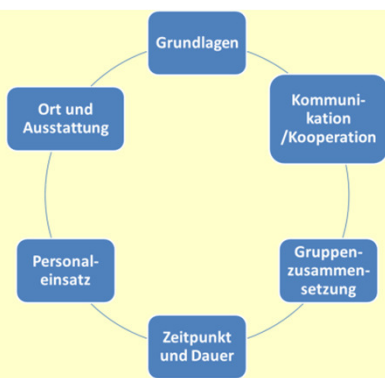 Grundlagen
Kommuni-
kation
/Kooperation
Gruppen-
zusammen-
setzung
Zeitpunkt
und Dauer
Personal-
einsatz
Ort und
Ausstattung